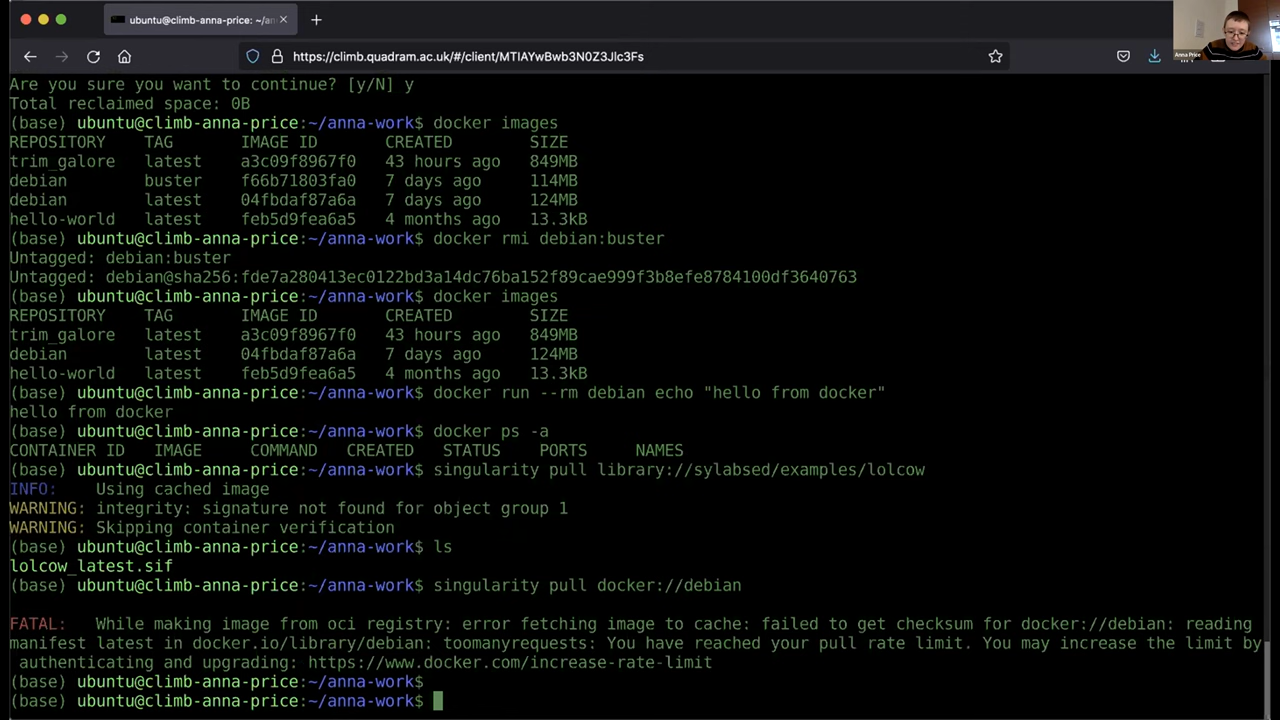 ubuntu@climb-anna-price: ~/an
https://climb.quadram.ac.uk/#/client/MTIAYwBwb3N0Z3Jlc3Fs
Anna Price
Are you sure you want to continue? [y/N] y
Total reclaimed space: 0B
(base) ubuntu@climb-anna-price:~/anna-work$ docker images
REPOSITORY TAG IMAGE ID CREATED SIZE
trim_galore latest a3c09f8967f0 43 hours ago 849MB
debian buster f66b71803fa0 7 days ago 114MB
debian latest 04fbdaf87a6a 7 days ago 124MB
hello-world latest feb5d9fea6a5 4 months ago 13.3kB
(base) ubuntu@climb-anna-price:~/anna-work$ docker rmi debian:buster
Untagged: debian:buster
Untagged: debian@sha256:fde7a280413ec0122bd3a14dc76ba152f89cae999f3b8efe8784100df3640763
(base) ubuntu@climb-anna-price:~/anna-work$ docker images
REPOSITORY TAG IMAGE ID CREATED SIZE
trim_galore latest a3c09f8967f0 43 hours ago 849MB
debian latest 04fbdaf87a6a 7 days ago 124MB
hello-world latest feb5d9fea6a5 4 months ago 13.3kB
(base) ubuntu@climb-anna-price:~/anna-work$ docker run --rm debian echo "hello from docker"
hello from docker
(base) ubuntu@climb-anna-price:~/anna-work$ docker ps -a
CONTAINER ID IMAGE COMMAND CREATED STATUS PORTS NAMES
(base) ubuntu@climb-anna-price:~/anna-work$ singularity pull library://sylabsed/examples/lolcow
INFO: Using cached image
WARNING: integrity: signature not found for object group 1
WARNING: Skipping container verification
(base) ubuntu@climb-anna-price:~/anna-work$ ls
lolcow_latest.sif
(base) ubuntu@climb-anna-price:~/anna-work$ singularity pull docker://debian
FATAL: While making image from oci registry: error fetching image to cache: failed to get checksum for docker://debian: reading
manifest latest in docker.io/library/debian: toomanyrequests: You have reached your pull rate limit. You may increase the limit by
authenticating and upgrading: https://www.docker.com/increase-rate-limit
(base) ubuntu@climb-anna-price:~/anna-work$
(base) ubuntu@climb-anna-price:~/anna-work$